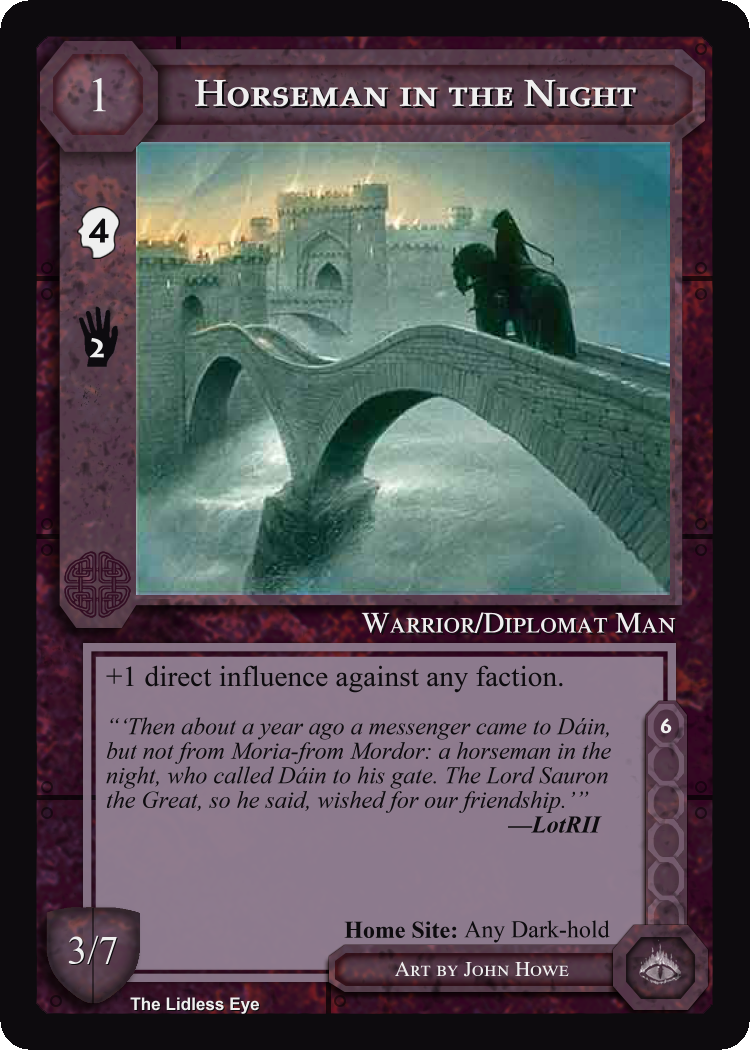 1
HORSEMAN IN THE NIGHT
4
2
WARRIOR/DIPLOMAT MAN
+1 direct influence against any faction.
“‘Then about a year ago a messenger came to Dáin,
but not from Moria-from Mordor: a horseman in the
night, who called Dáin to his gate. The Lord Sauron
the Great, so he said, wished for our friendship.’”
—LotRII
6
Home Site: Any Dark-hold
3/7
ART BY JOHN HOWE
The Lidless Eye